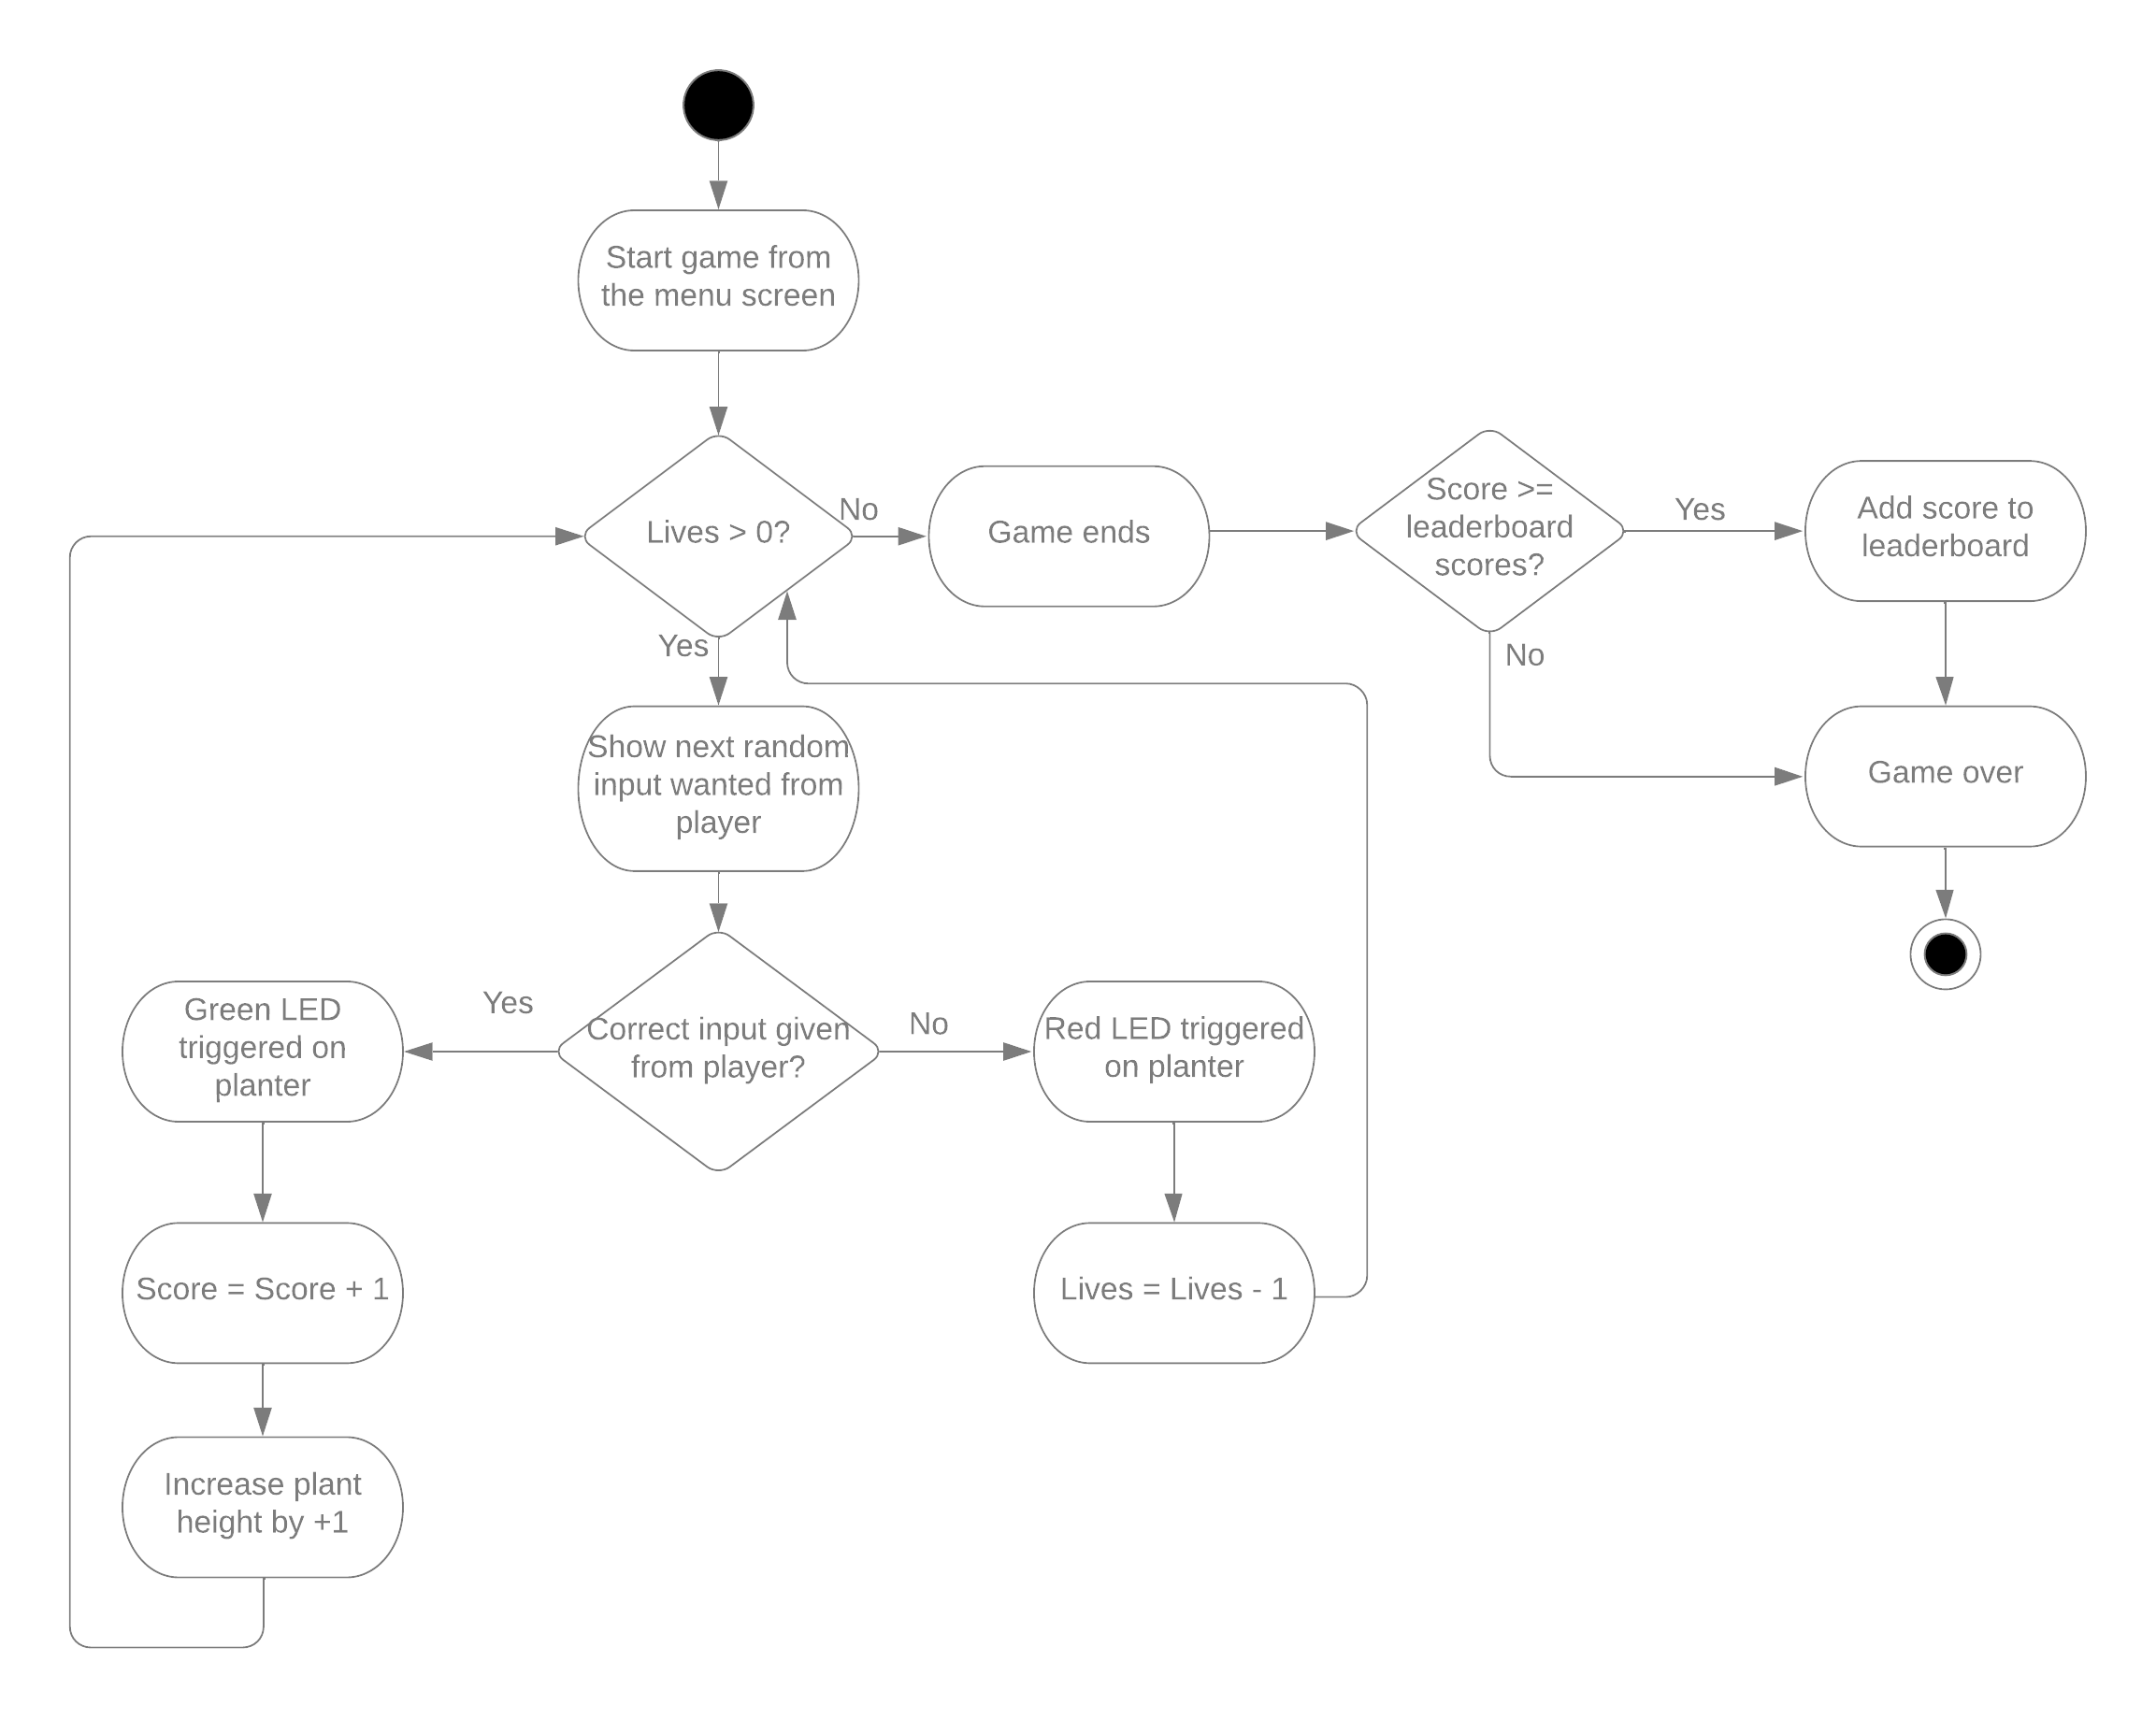 Start game from
the menu screen
Lives > 0?
No
Game ends
Score >=
leaderboard
scores?
Yes
Add score to
leaderboard
Yes
No
Show next random
input wanted from
player
Game over
Yes
Correct input given
from player?
No
Green LED
triggered on
planter
Red LED triggered
on planter
Score = Score + 1
Lives = Lives - 1
Increase plant
height by +1